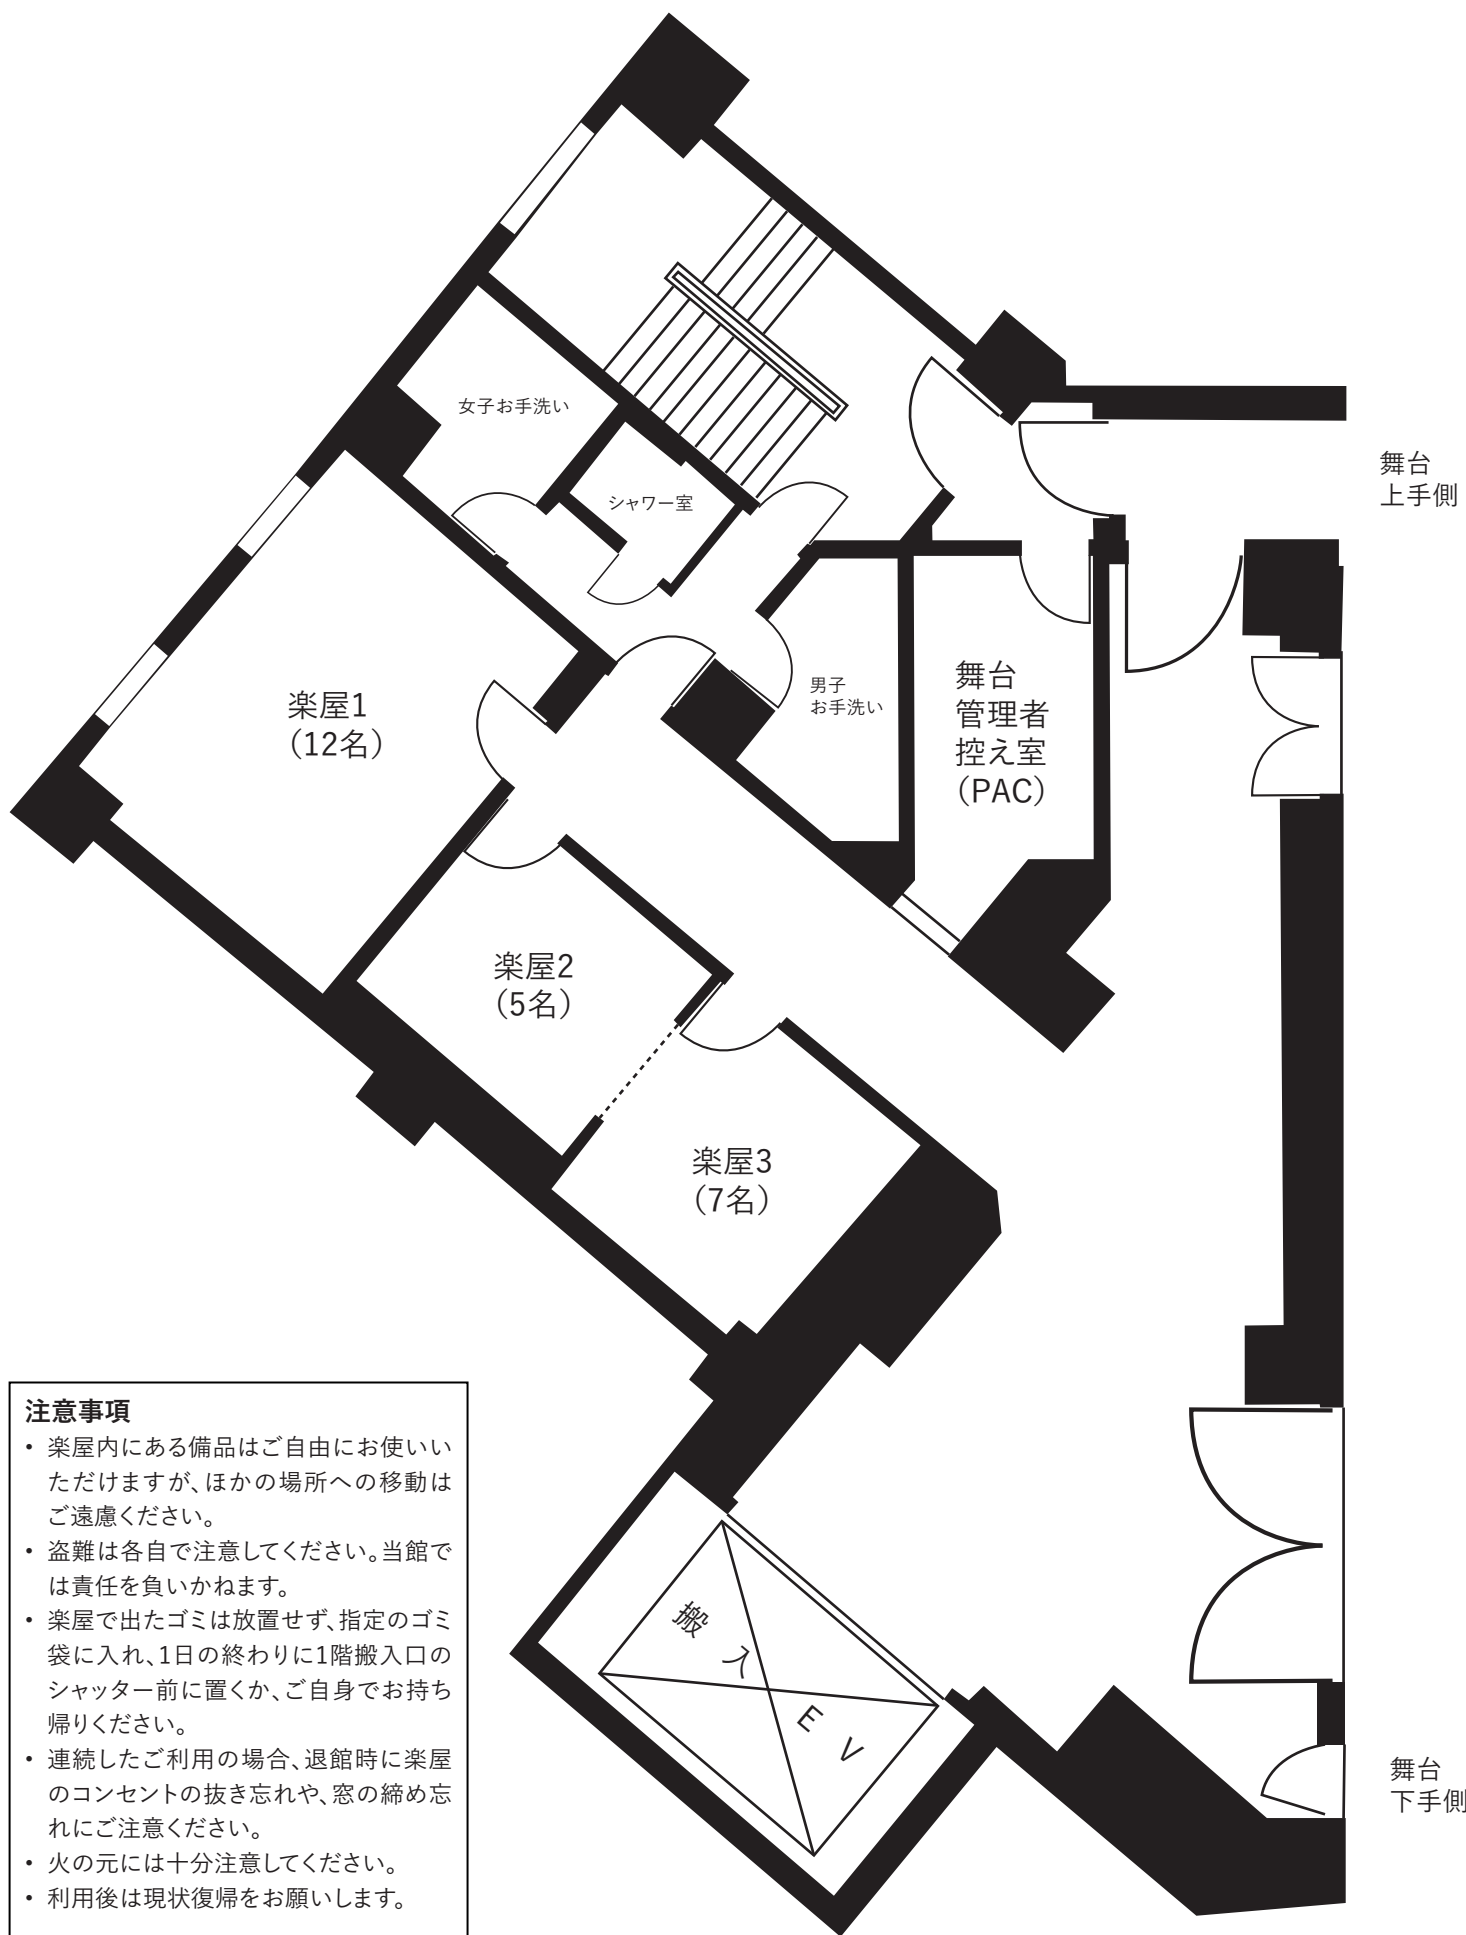 女子お手洗い
舞台
上手側
シャワー室
男子
お手洗い
舞台
管理者
控え室
（PAC）
楽屋1
（12名）
楽屋2
（5名）
楽屋3
（7名）
注意事項
• 楽屋内にある備品はご自由にお使いい
ただけますが、ほかの場所への移動は
ご遠慮ください。
• 盗難は各自で注意してください。当館で
は責任を負いかねます。
• 楽屋で出たゴミは放置せず、指定のゴミ
袋に入れ、1日の終わりに1階搬入口の
シャッター前に置くか、ご自身でお持ち
帰りください。
• 連続したご利用の場合、退館時に楽屋
のコンセントの抜き忘れや、窓の締め忘
れにご注意ください。
• 火の元には十分注意してください。
• 利用後は現状復帰をお願いします。
搬入EV
舞台
下手側